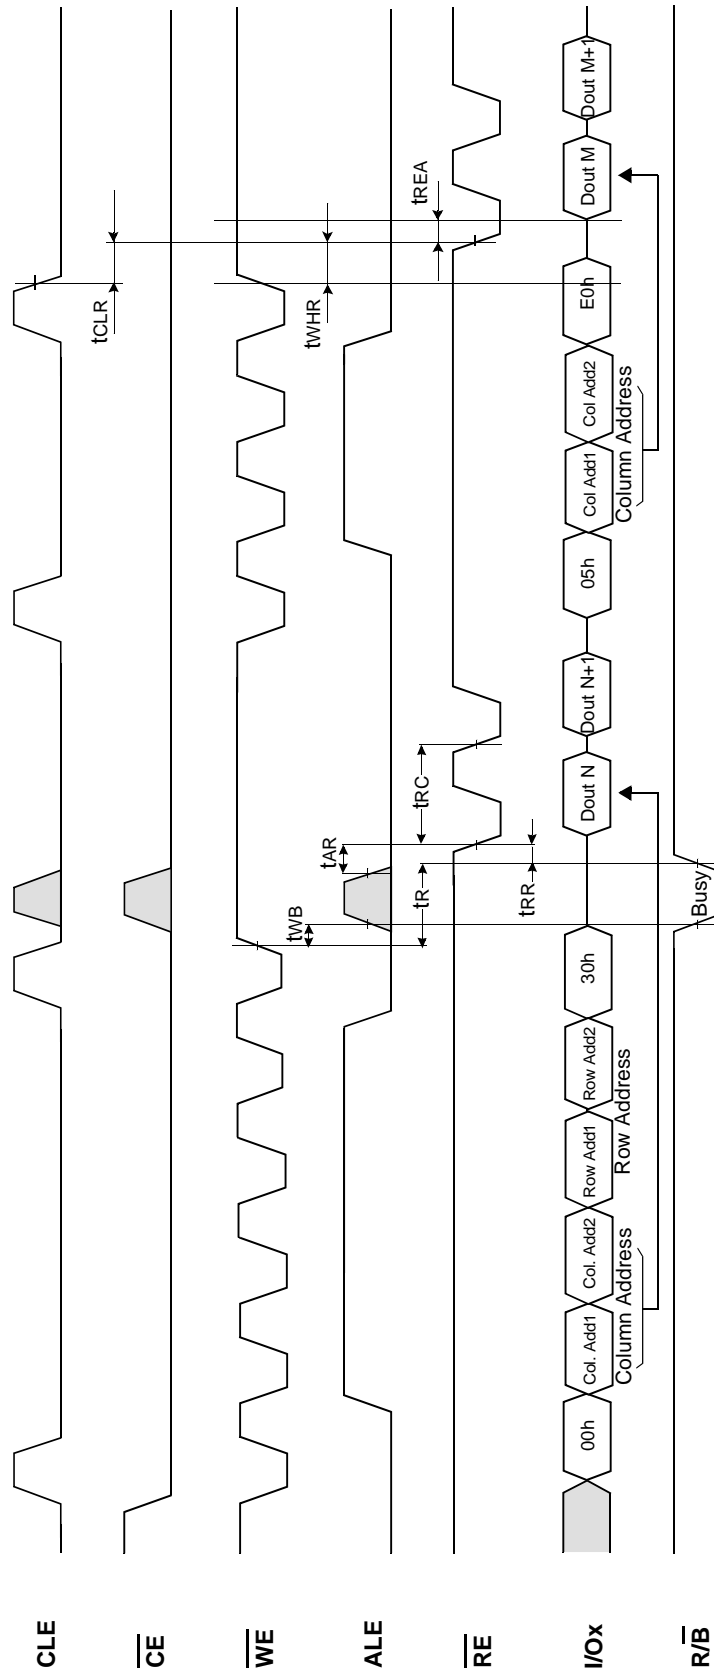 CLE
tCLR
CE
WE
tWB
tWHR
ALE
tAR
tR
tRC
tREA
RE
tRR
I/Ox
00h
Col. Add1
Col. Add2
Row Add1
Row Add2
30h
Dout N
Dout N+1
05h
Col Add1
Col Add2
E0h
Dout M
Dout M+1
Column Address
Row Address
Column Address
R/B
Busy